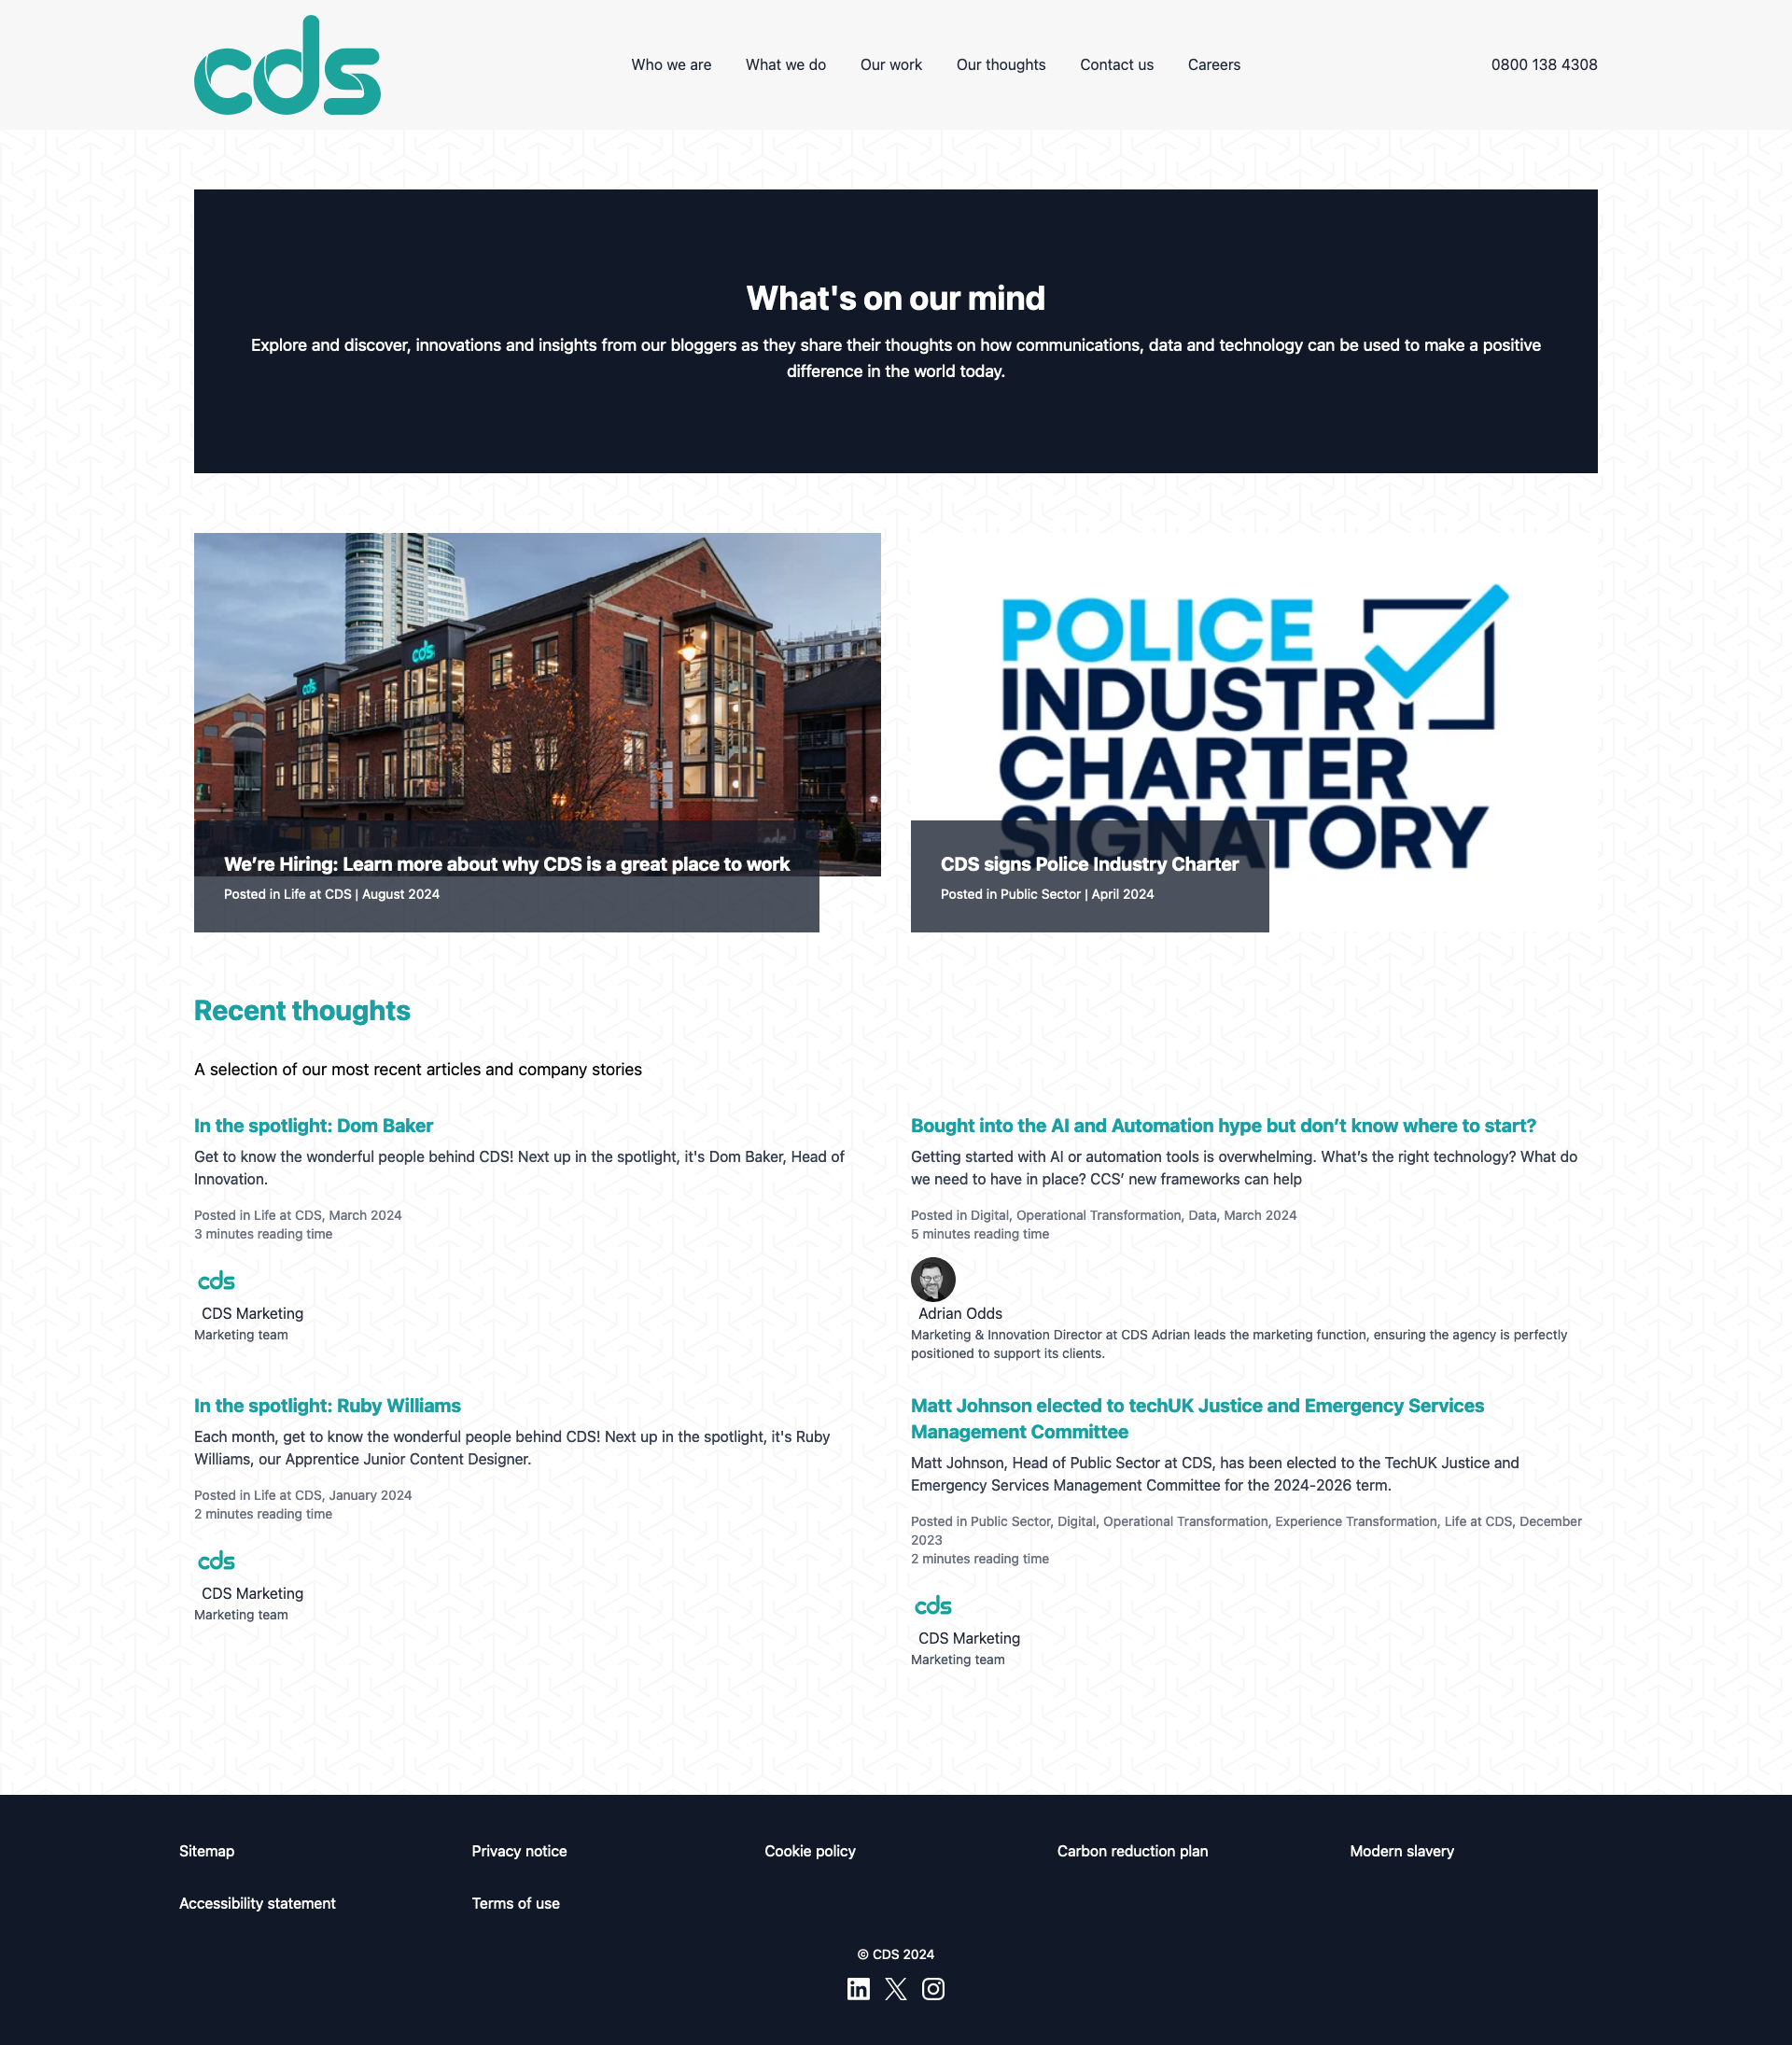 cds
Who we are
What we do
Our work
Our thoughts
Contact us
Careers
0800 138 4308
What's on our mind
Explore and discover, innovations and insights from our bloggers as they share their thoughts on how communications, data and technology can be used to make a positive
difference in the world today.
cds
cds
cds
We’re Hiring: Learn more about why CDS is a great place to work
Posted in Life at CDS | August 2024
POLICE
INDUSTRY
CHARTER
SIGNATORY
CDS signs Police Industry Charter
Posted in Public Sector | April 2024
Recent thoughts
A selection of our most recent articles and company stories
In the spotlight: Dom Baker
Get to know the wonderful people behind CDS! Next up in the spotlight, it's Dom Baker, Head of
Innovation.
Posted in Life at CDS, March 2024
3 minutes reading time
cds
CDS Marketing
Marketing team
Bought into the AI and Automation hype but don’t know where to start?
Getting started with AI or automation tools is overwhelming. What’s the right technology? What do
we need to have in place? CCS’ new frameworks can help
Posted in Digital, Operational Transformation, Data, March 2024
5 minutes reading time
Adrian Odds
Marketing & Innovation Director at CDS Adrian leads the marketing function, ensuring the agency is perfectly
positioned to support its clients.
In the spotlight: Ruby Williams
Each month, get to know the wonderful people behind CDS! Next up in the spotlight, it's Ruby
Williams, our Apprentice Junior Content Designer.
Posted in Life at CDS, January 2024
2 minutes reading time
cds
CDS Marketing
Marketing team
Matt Johnson elected to techUK Justice and Emergency Services
Management Committee
Matt Johnson, Head of Public Sector at CDS, has been elected to the TechUK Justice and
Emergency Services Management Committee for the 2024-2026 term.
Posted in Public Sector, Digital, Operational Transformation, Experience Transformation, Life at CDS, December
2023
2 minutes reading time
cds
CDS Marketing
Marketing team
Sitemap
Privacy notice
Cookie policy
Carbon reduction plan
Modern slavery
Accessibility statement
Terms of use
© CDS 2024